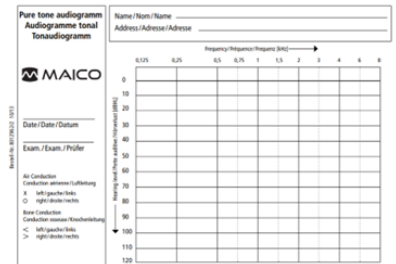 Pure tone audiogramm
Audiogramme tonal
Tonaudiogramm
Name/Nom/Name
Address/Adresse/Adresse
Frequency/Fréquence/Frequenz (kHz)
0,125 0,25 0,5 0,75 1 1,5 2 3 4 6 8
MAICO
0
10
20
30
40
50
60
70
80
90
100
110
120
Date/Date/Datum
Exam./Exam./Prüfer
Air Conduction
Conduction aérienne/Luftleitung
X left/gauche/links
O right/droite/rechts
Bone Conduction
Conduction osseuse/Knochenleitung
< left/gauche/links
> right/droite/rechts